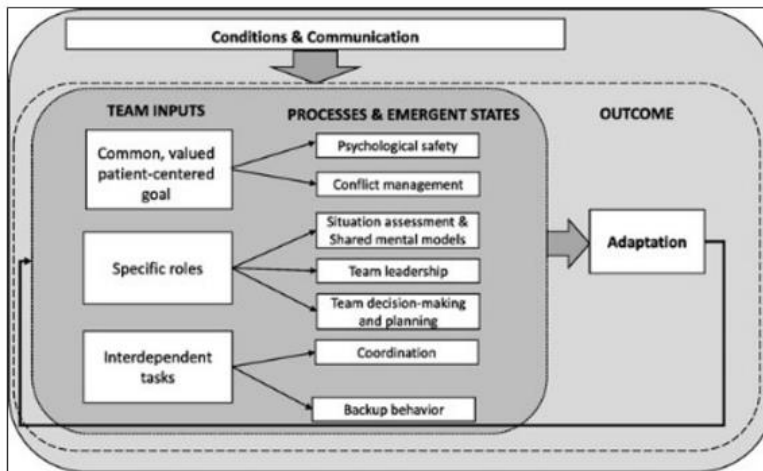 Conditions & Communication
TEAM INPUTS
PROCESSES & EMERGENT STATES
OUTCOME
Common, valued
patient-centered
goal
Psychological safety
Conflict management
Specific roles
Situation assessment &
Shared mental models
Team leadership
Team decision-making
and planning
Adaptation
Interdependent
tasks
Coordination
Backup behavior